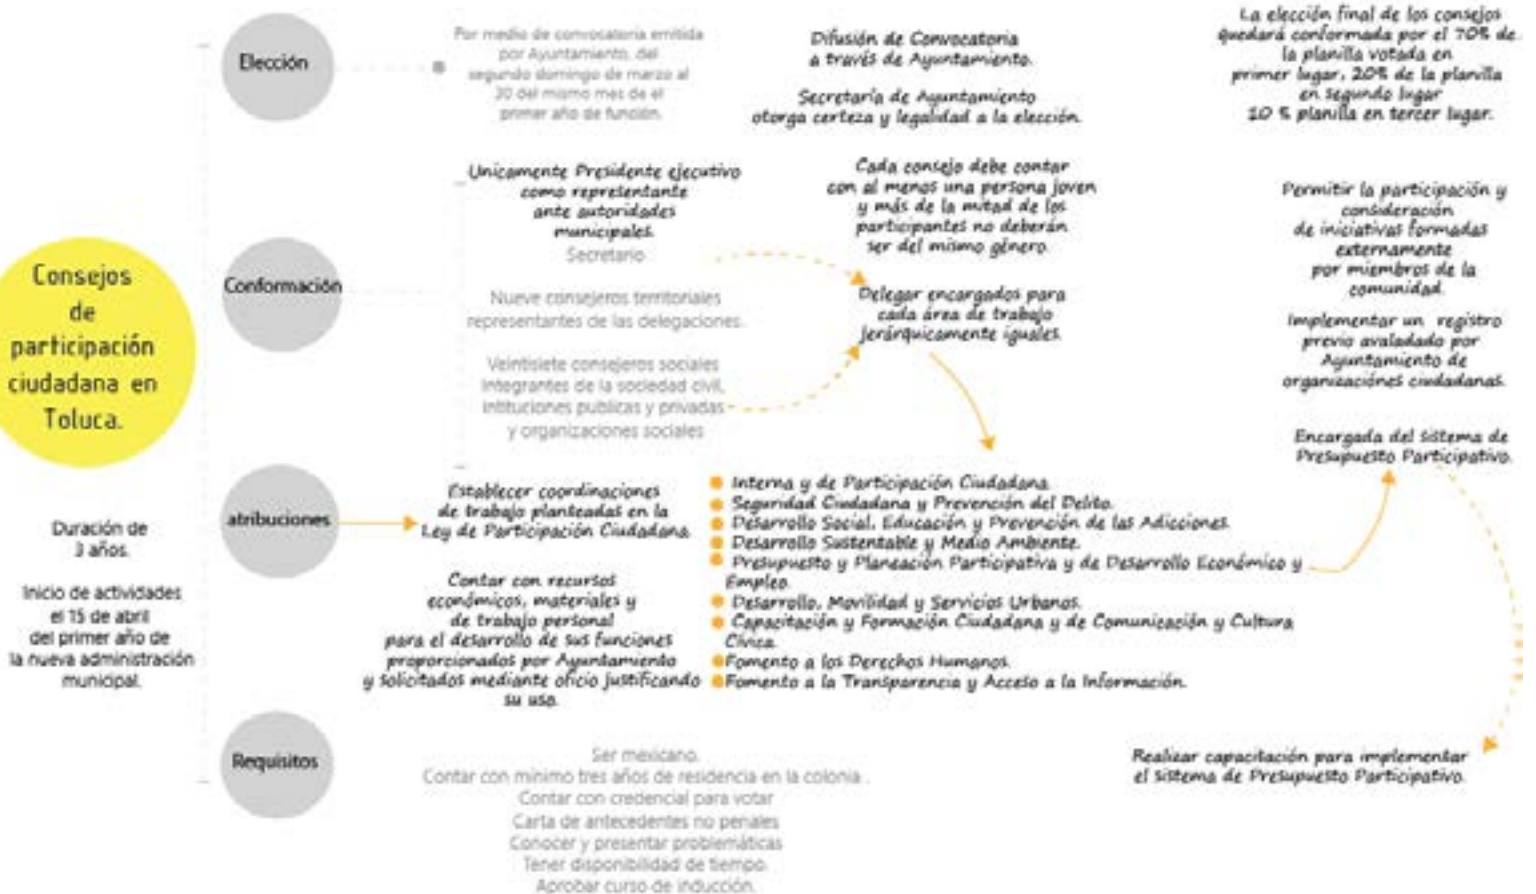 Consejos
de
participación
ciudadana en
Toluca.
Duración de
3 años.
Inicio de actividades
el 15 de abril
del primer año de
la nueva administración
municipal.
Elección
Por medio de convocatoria emitida
por Ayuntamiento, del
segundo domingo de marzo al
30 del mismo mes de el
primer año de función.
Difusión de Convocatoria
a través de Ayuntamiento.
Secretaría de Ayuntamiento
otorga certeza y legalidad a la elección.
La elección final de los consejos
quedará conformada por el 70% de
la planilla votada en
primer lugar, 20% de la planilla
en segundo lugar
10 % planilla en tercer lugar.
Conformación
Unicamente Presidente ejecutivo
como representante
ante autoridades
municipales.
Secretario
Nueve consejeros territoriales
representantes de las delegaciones.
Veintisiete consejeros sociales
integrantes de la sociedad civil,
intituciones publicas y privadas
y organizaciones sociales
Cada consejo debe contar
con al menos una persona joven
y más de la mitad de los
participantes no deberán
ser del mismo género.
Delegar encargados para
cada área de trabajo
jerárquicamente iguales.
Permitir la participación y
consideración
de iniciativas formadas
externamente
por miembros de la
comunidad.
Implementar un registro
previo avaladado por
Ayuntamiento de
organizaciónes ciudadanas.
Encargada del sistema de
Presupuesto Participativo.
atribuciones
Establecer coordinaciones
de trabajo planteadas en la
Ley de Participación Ciudadana.
Contar con recursos
económicos, materiales y
de trabajo personal
para el desarrollo de sus funciones
proporcionados por Ayuntamiento
y solicitados mediante oficio justificando
su uso.
Interna y de Participación Ciudadana.
Seguridad Ciudadana y Prevención del Delito.
Desarrollo Social, Educación y Prevención de las Adicciones.
Desarrollo Sustentable y Medio Ambiente.
Presupuesto y Planeación Participativa y de Desarrollo Económico y
Empleo.
Desarrollo, Movilidad y Servicios Urbanos.
Capacitación y Formación Ciudadana y de Comunicación y Cultura
Cívica.
Fomento a los Derechos Humanos.
Fomento a la Transparencia y Acceso a la Información.
Realizar capacitación para implementar
el sistema de Presupuesto Participativo.
Requisitos
Ser mexicano.
Contar con mínimo tres años de residencia en la colonia .
Contar con credencial para votar
Carta de antecedentes no penales
Conocer y presentar problemáticas
Tener disponibilidad de tiempo.
Aprobar curso de inducción.